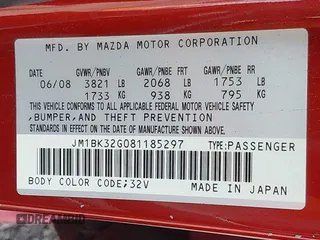 MFD. BY MAZDA MOTOR CORPORATION
GVWR/PNBV GAWR/PNBE FRT GAWR/PNBE RR
06/08 3821 LB 2068 LB 1753 LB
1733 KG 938 KG 795 KG
THIS VEHICLE CONFORMS TO ALL
APPLICABLE FEDERAL MOTOR VEHICLE SAFETY
,BUMPER,AND THEFT PREVENTION
STANDARDS IN EFFECT ON THE DATE OF
MANUFACTURE SHOWN ABOVE.
JM1BK32G081185297 TYPE:PASSENGER
BODY COLOR CODE;32V MADE IN JAPAN
DREAMBID